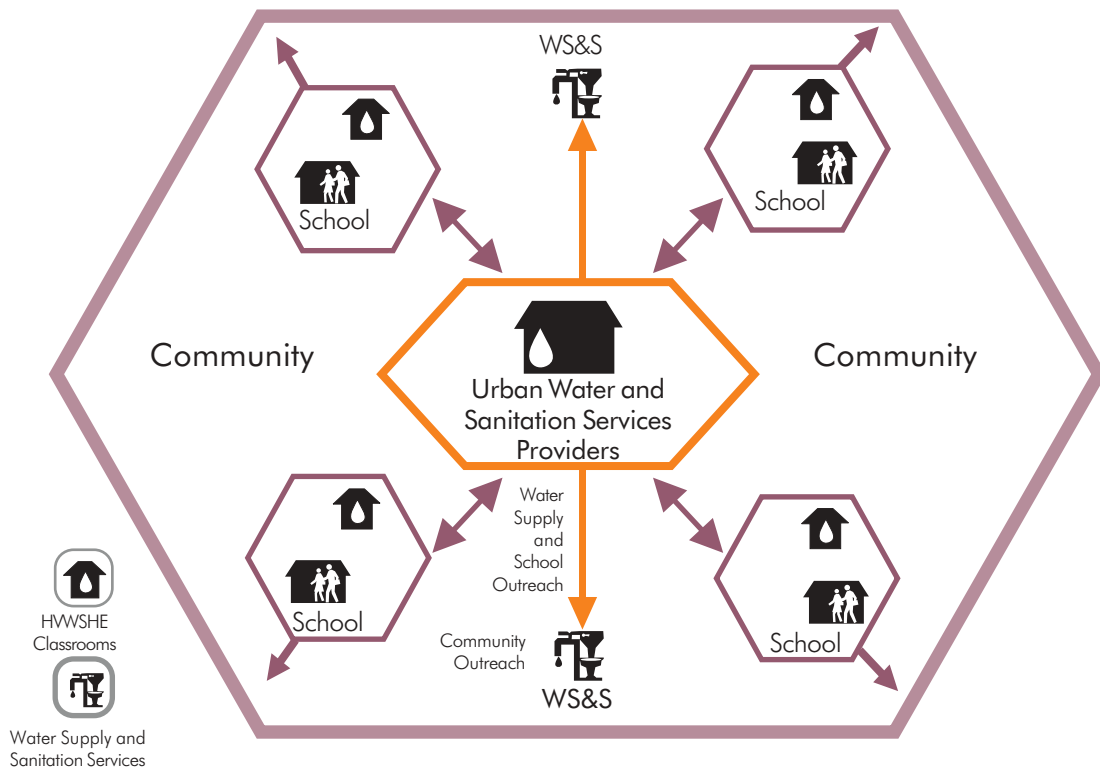 WS&S
School
School
Community
Community
Urban Water and
Sanitation Services
Providers
Water
Supply
and
School
Outreach
School
School
Community
Outreach
WS&S
HVWSHE
Classrooms
Water Supply and
Sanitation Services